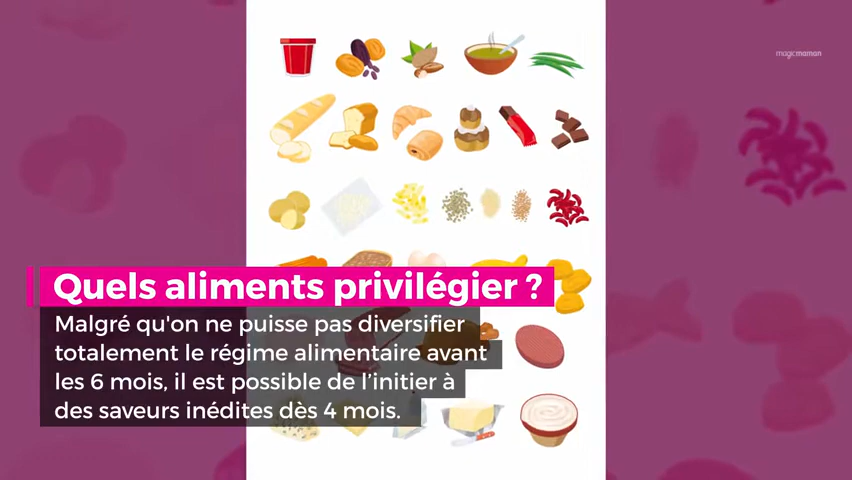 magicmaman
Quels aliments privilégier ?
Malgré qu'on ne puisse pas diversifier
totalement le régime alimentaire avant
les 6 mois, il est possible de l’initier à
des saveurs inédites dès 4 mois.